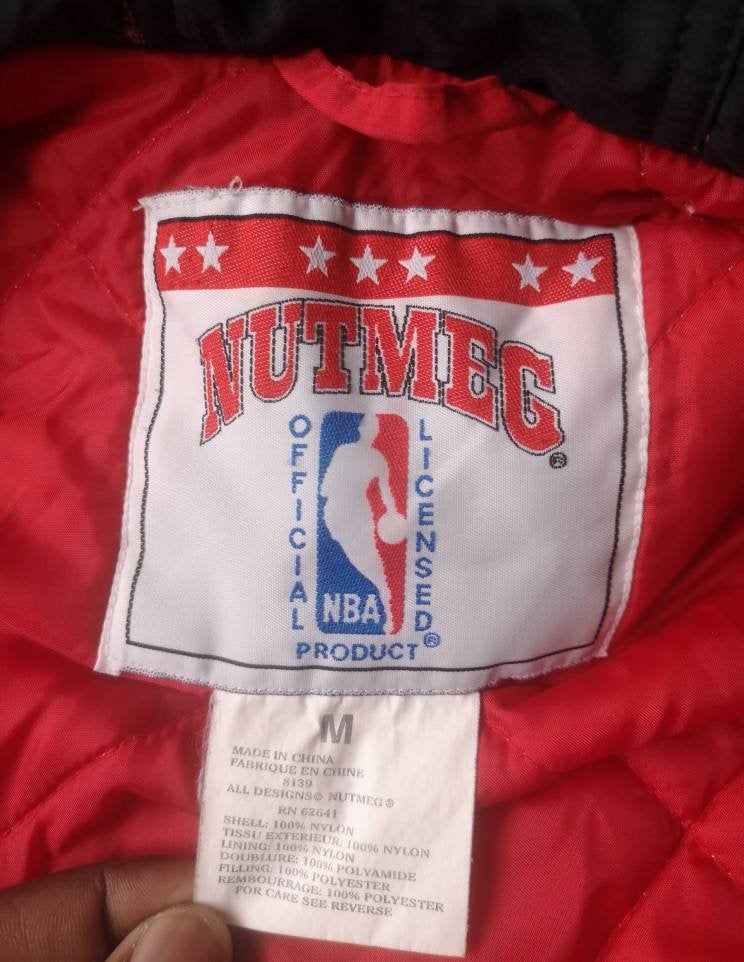 NUTMEG®
OFFICIAL
LICENSED
NBA
PRODUCT®
M
MADE IN CHINA
FABRIQUE EN CHINE
8139
ALL DESIGNS© NUTMEG®
RN 62641
SHELL: 100% NYLON
TISSU EXTERIEUR: 100% NYLON
LINING: 100% NYLON
DOUBLURE: 100% POLYAMIDE
FILLING: 100% POLYESTER
REMBOURRAGE: 100% POLYESTER
FOR CARE SEE REVERSE